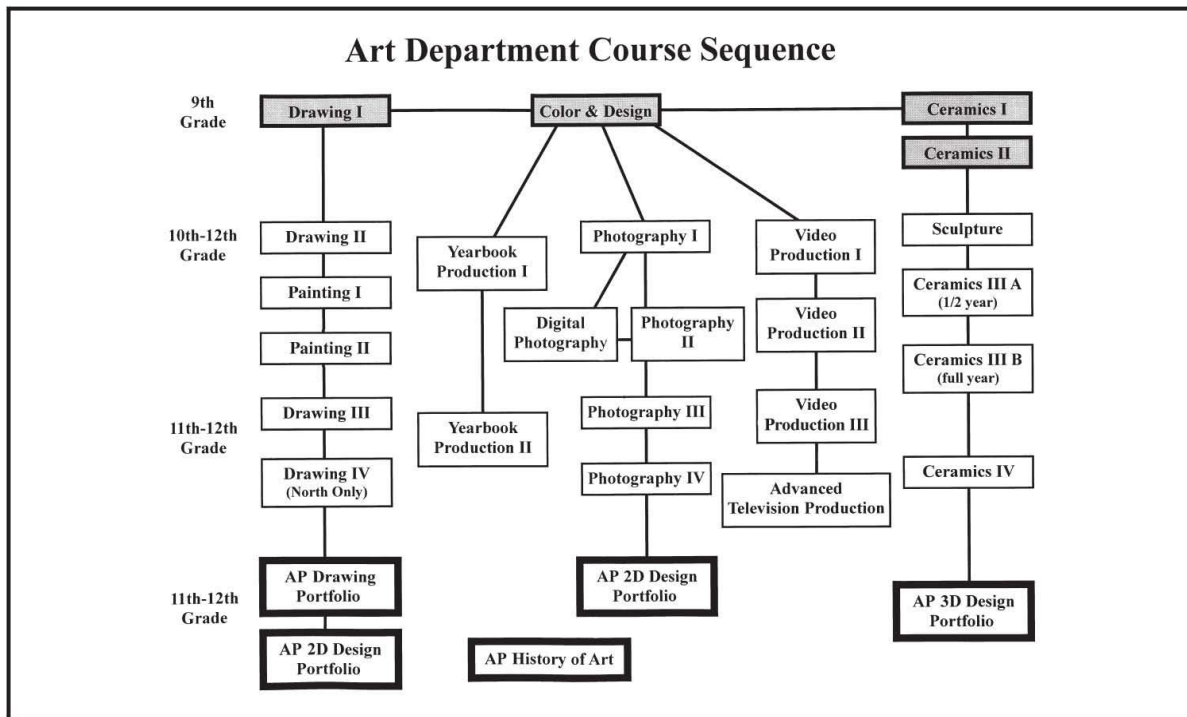 Art Department Course Sequence
9th
Grade
Drawing I
Color & Design
Ceramics I
Ceramics II
10th-12th
Grade
Drawing II
Painting I
Painting II
Yearbook
Production I
Photography I
Digital
Photography
Photography
II
Video
Production I
Video
Production II
Sculpture
Ceramics III A
(1/2 year)
Ceramics III B
(full year)
11th-12th
Grade
Drawing III
Drawing IV
(North Only)
Yearbook
Production II
Photography III
Photography IV
Video
Production III
Advanced
Television Production
Ceramics IV
11th-12th
Grade
AP Drawing
Portfolio
AP 2D Design
Portfolio
AP History of Art
AP 2D Design
Portfolio
AP 3D Design
Portfolio